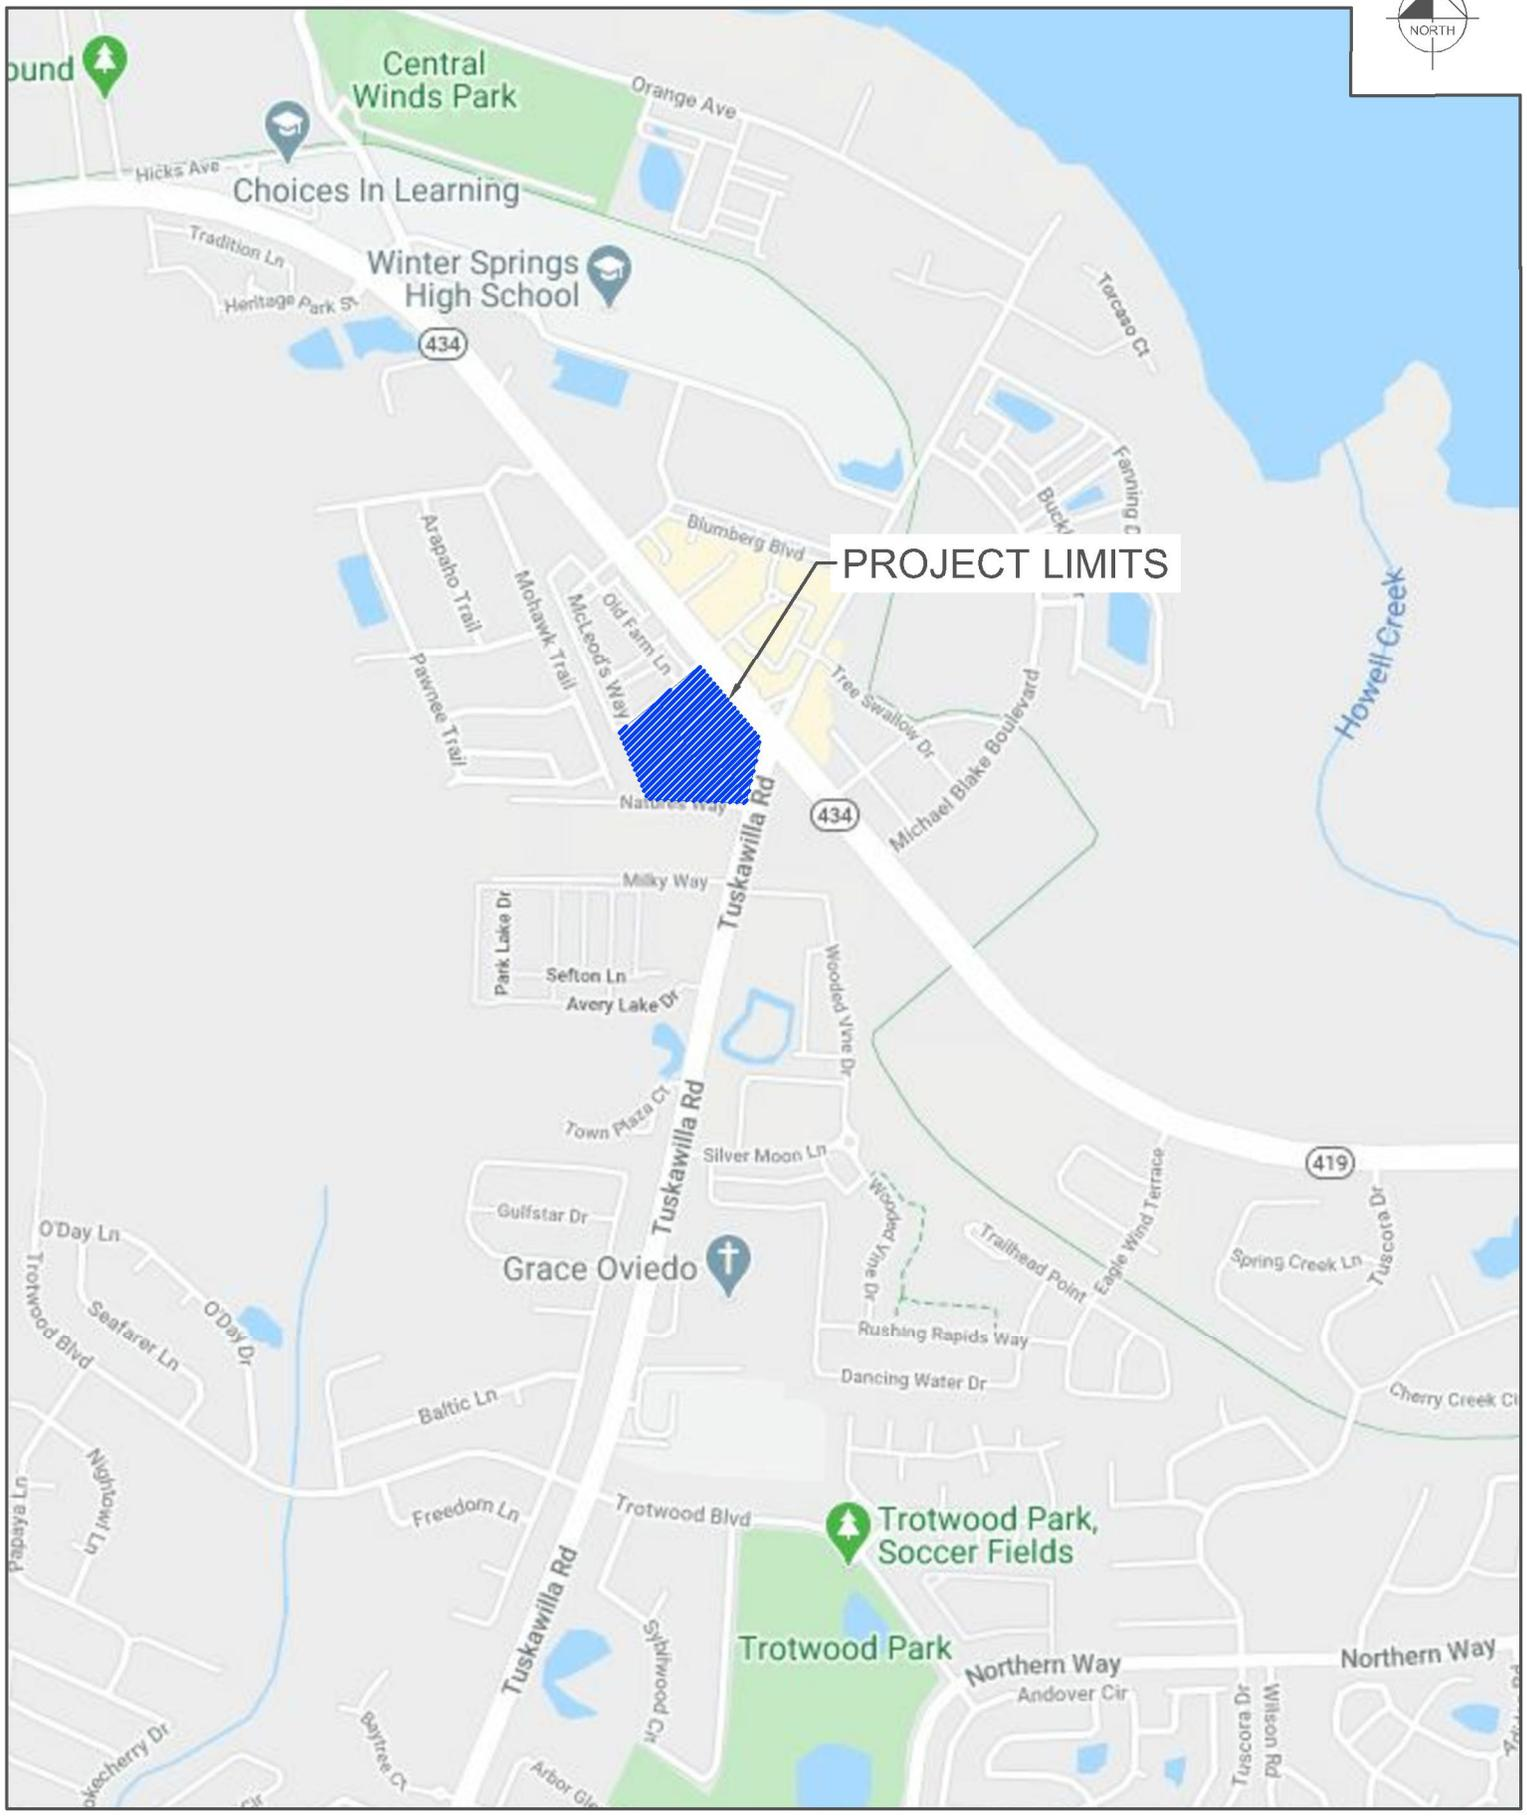 NORTH
ound
Central
Winds Park
Orange Ave
Hicks Ave
Choices In Learning
Tradition Ln
Winter Springs
High School
Heritage Park St
434
Torcaso Ct
Fanning D
Buckl
Blumberg Blvd
PROJECT LIMITS
Arapaho Trail
Mohawk Trail
McLeod's Way
Old Farm Ln
Howell Creek
Pawnee Trail
Tree Swallow Dr
Michael Blake Boulevard
Natures Way
434
Tuskawilla Rd
Milky Way
Park Lake Dr
Sefton Ln
Avery Lake Dr
Wooded Vine Dr
Town Plaza Ct
Tuskawilla Rd
Silver Moon Ln
419
Gulfstar Dr
Wooded Vine Dr
Eagle Wind Terrace
Tuscora Dr
O'Day Ln
Trailhead Point
Spring Creek Ln
Grace Oviedo
Trotwood Blvd
Seafarer Ln
O'Day Dr
Rushing Rapids Way
Dancing Water Dr
Cherry Creek Ci
Baltic Ln
Nightowl Ln
Papaya Ln
Freedom Ln
Trotwood Blvd
Trotwood Park,
Soccer Fields
Tuskawilla Rd
Sybilwood Cir
Trotwood Park
Northern Way
Northern Way
Andover Cir
Tuscora Dr
Wilson Rd
okecherry Dr
Baytree Ct
Arbor Gle
Cir